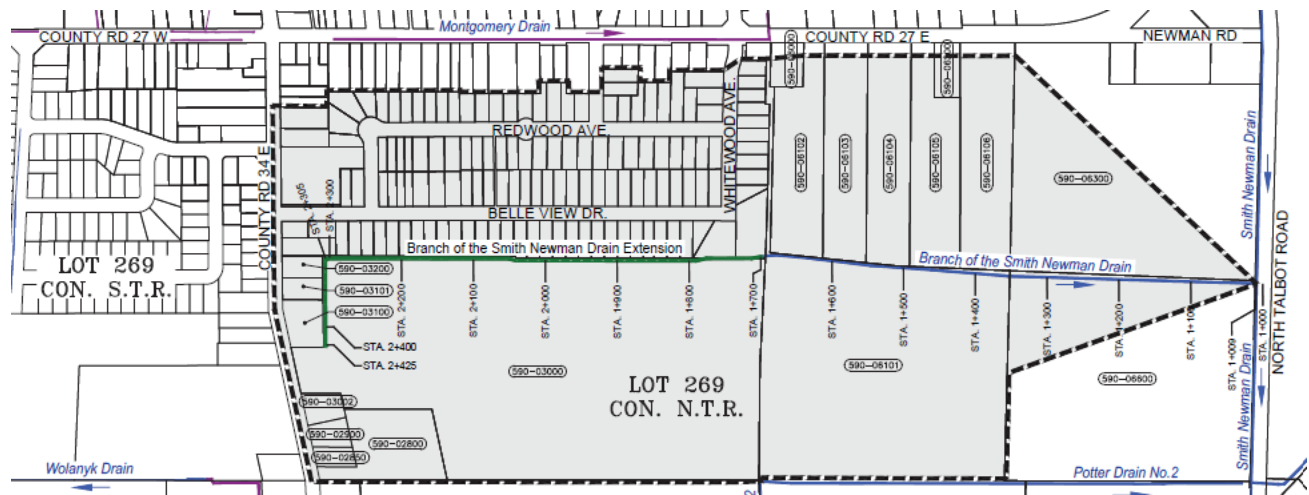 Montgomery Drain
COUNTY RD 27 W
COUNTY RD 27 E
NEWMAN RD
590-05900
REDWOOD AVE.
WHITEWOOD AVE.
590-06102
590-06103
590-06104
590-06105
590-06106
590-06300
Smith Newman Drain
COUNTY RD 34 E
STA. 2+305
STA. 2+300
BELLE VIEW DR.
Branch of the Smith Newman Drain Extension
Branch of the Smith Newman Drain
LOT 269
CON. S.T.R.
590-03200
590-03101
590-03100
STA. 2+200
STA. 2+100
STA. 2+000
STA. 1+900
STA. 1+800
STA. 1+700
STA. 1+600
STA. 1+500
STA. 1+400
STA. 1+300
STA. 1+200
STA. 1+100
STA. 1+009
STA. 1+000
NORTH TALBOT ROAD
STA. 2+400
STA. 2+425
590-03000
LOT 269
CON. N.T.R.
590-06101
590-06600
Smith Newman Drain
590-03002
590-02900
590-02850
590-02800
Wolanyk Drain
Potter Drain No.2